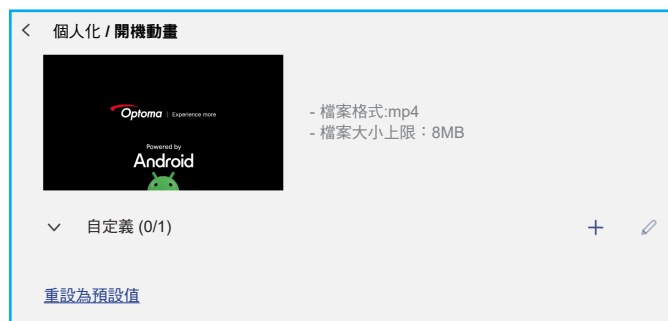 個人化 / 開機動畫
Optoma | Experience more
Powered by
Android
- 檔案格式:mp4
- 檔案大小上限：8MB
自定義 (0/1)
重設為預設值